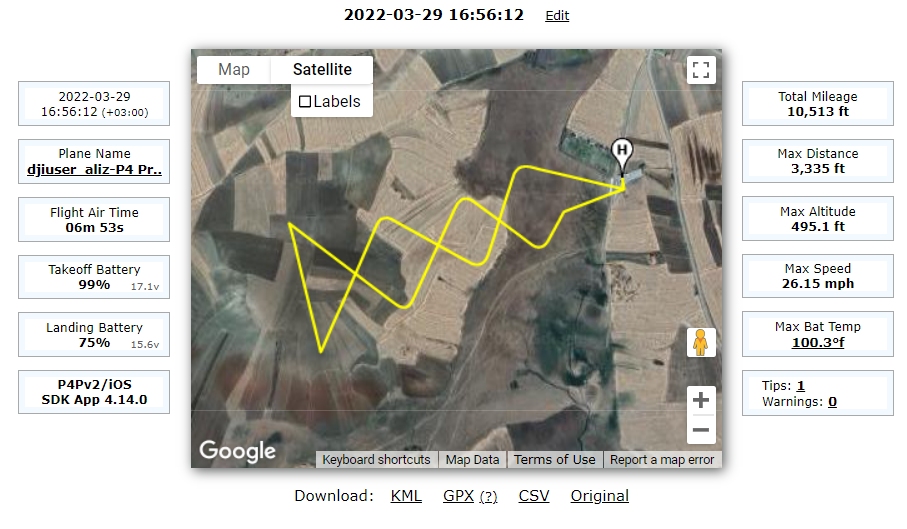 2022-03-29 16:56:12 Edit
2022-03-29
16:56:12 (+03:00)
Plane Name
djiuser_aliz-P4 Pr..
Flight Air Time
06m 53s
Takeoff Battery
99% 17.1v
Landing Battery
75% 15.6v
P4Pv2/iOS
SDK App 4.14.0
Map Satellite
Labels
H
Google
Keyboard shortcuts Map Data Terms of Use Report a map error
Total Mileage
10,513 ft
Max Distance
3,335 ft
Max Altitude
495.1 ft
Max Speed
26.15 mph
Max Bat Temp
100.3°f
Tips: 1
Warnings: 0
Download: KML GPX (?) CSV Original